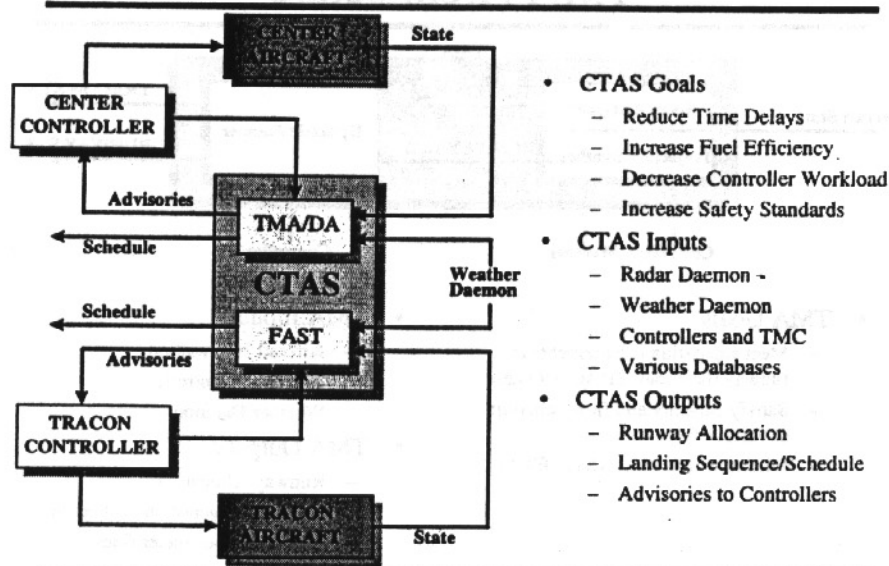 CENTER
AIRCRAFT
State
CENTER
CONTROLLER
Advisories
TMA/DA
Schedule
CTAS
Weather
Daemon
Schedule
FAST
Advisories
TRACON
CONTROLLER
TRACON
AIRCRAFT
State
• CTAS Goals
– Reduce Time Delays
– Increase Fuel Efficiency
– Decrease Controller Workload
– Increase Safety Standards
• CTAS Inputs
– Radar Daemon -
– Weather Daemon
– Controllers and TMC
– Various Databases
• CTAS Outputs
– Runway Allocation
– Landing Sequence/Schedule
– Advisories to Controllers